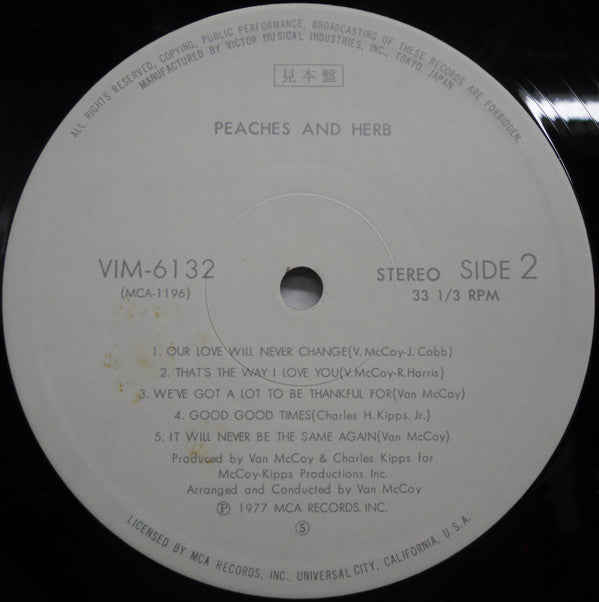 ALL RIGHTS RESERVED, COPYING, PUBLIC PERFORMANCE, BROADCASTING OF THESE RECORDS ARE FORBIDDEN.
MANUFACTURED BY VICTOR MUSICAL INDUSTRIES, INC., TOKYO, JAPAN
見本盤
PEACHES AND HERB
VIM-6132
(MCA-1196)
STEREO SIDE 2
33 1/3 RPM
1. OUR LOVE WILL NEVER CHANGE(V. McCoy-J. Cobb)
2. THAT'S THE WAY I LOVE YOU(V.McCoy-R.Harris)
3. WE'VE GOT A LOT TO BE THANKFUL FOR(Van McCoy)
4. GOOD GOOD TIMES(Charles H. Kipps, Jr.)
5. IT WILL NEVER BE THE SAME AGAIN(Van McCoy)
Produced by Van McCoy & Charles Kipps for
McCoy-Kipps Productions, Inc.
Arranged and Conducted by Van McCoy
Ⓟ 1977 MCA RECORDS, INC.
⑤
LICENSED BY MCA RECORDS, INC., UNIVERSAL CITY, CALIFORNIA, U.S.A.